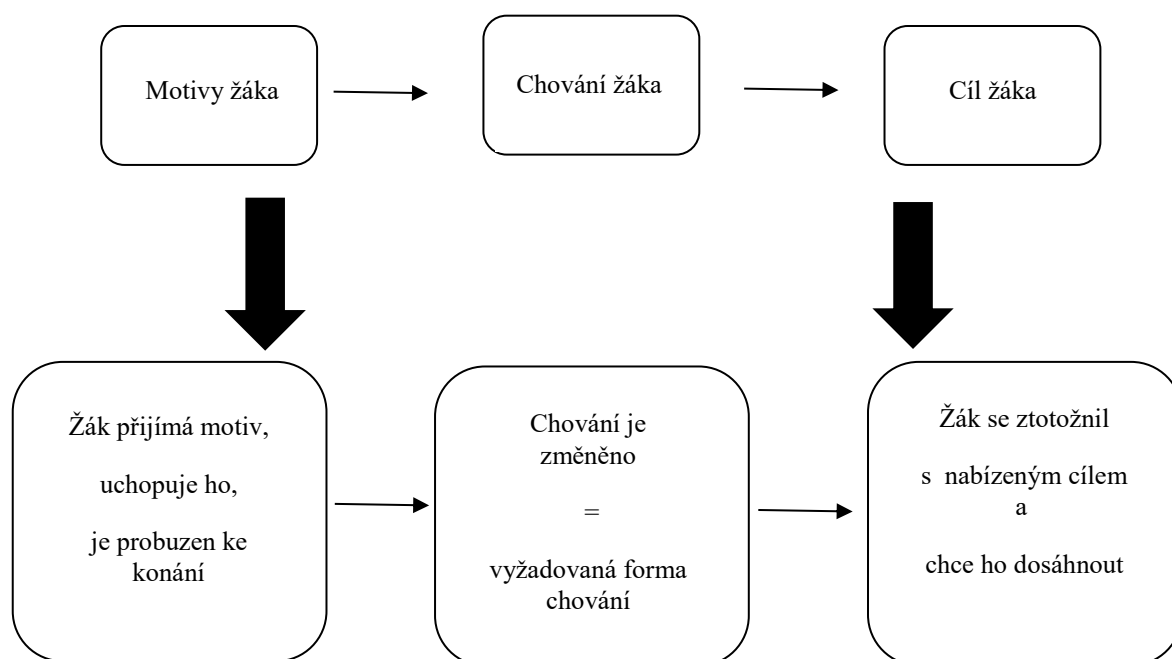 Motivy žáka
Chování žáka
Cíl žáka
Žák přijímá motiv,
uchopuje ho,
je probuzen ke
konání
Chování je
změněno
=
vyžadovaná forma
chování
Žák se ztotožnil
s nabízeným cílem
a
chce ho dosáhnout